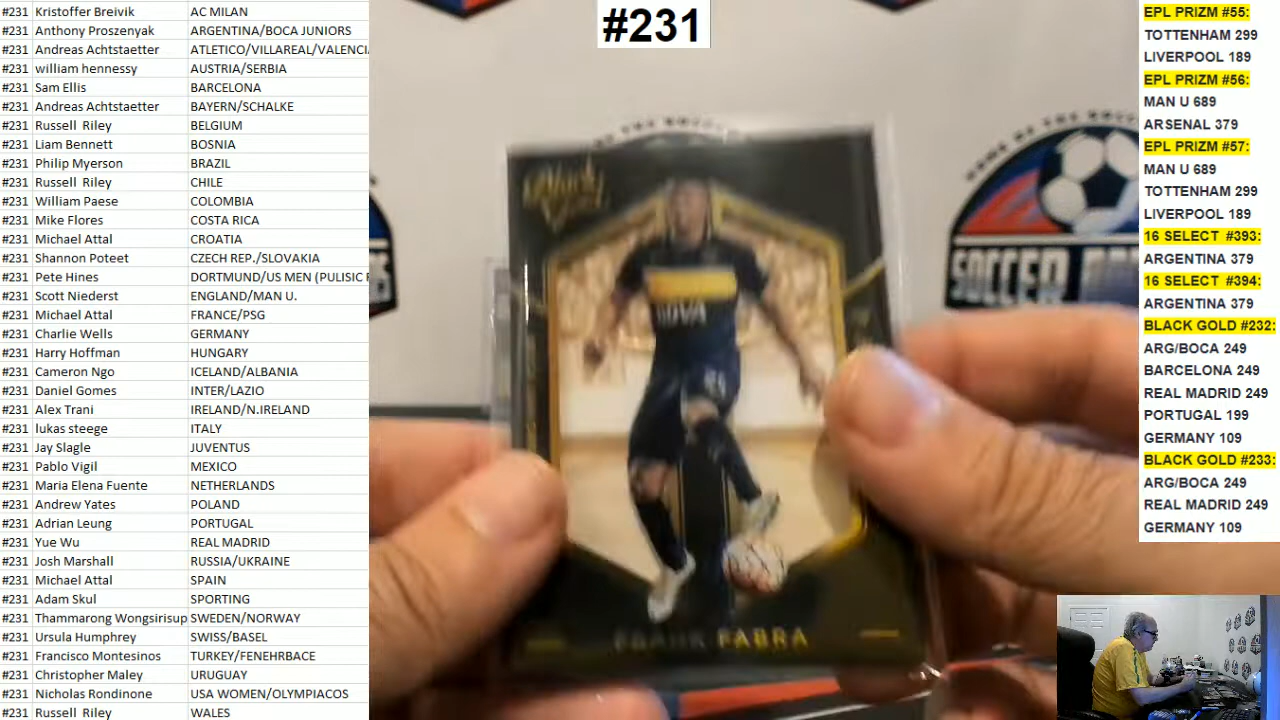 #231 Kristoffer Breivik AC MILAN
#231 Anthony Proszenyak ARGENTINA/BOCA JUNIORS
#231 Andreas Achtstaetter ATLETICO/VILLAREAL/VALENCI
#231 william hennessy AUSTRIA/SERBIA
#231 Sam Ellis BARCELONA
#231 Andreas Achtstaetter BAYERN/SCHALKE
#231 Russell Riley BELGIUM
#231 Liam Bennett BOSNIA
#231 Philip Myerson BRAZIL
#231 Russell Riley CHILE
#231 William Paese COLOMBIA
#231 Mike Flores COSTA RICA
#231 Michael Attal CROATIA
#231 Shannon Poteet CZECH REP./SLOVAKIA
#231 Pete Hines DORTMUND/US MEN (PULISIC R
#231 Scott Niederst ENGLAND/MAN U.
#231 Michael Attal FRANCE/PSG
#231 Charlie Wells GERMANY
#231 Harry Hoffman HUNGARY
#231 Cameron Ngo ICELAND/ALBANIA
#231 Daniel Gomes INTER/LAZIO
#231 Alex Trani IRELAND/N.IRELAND
#231 lukas steege ITALY
#231 Jay Slagle JUVENTUS
#231 Pablo Vigil MEXICO
#231 Maria Elena Fuente NETHERLANDS
#231 Andrew Yates POLAND
#231 Adrian Leung PORTUGAL
#231 Yue Wu REAL MADRID
#231 Josh Marshall RUSSIA/UKRAINE
#231 Michael Attal SPAIN
#231 Adam Skul SPORTING
#231 Thammarong Wongsirisup SWEDEN/NORWAY
#231 Ursula Humphrey SWISS/BASEL
#231 Francisco Montesinos TURKEY/FENEHRBACE
#231 Christopher Maley URUGUAY
#231 Nicholas Rondinone USA WOMEN/OLYMPIACOS
#231 Russell Riley WALES
#231
BBVA
FRANK FABRA
SOCCER
EPL PRIZM #55:
TOTTENHAM 299
LIVERPOOL 189
EPL PRIZM #56:
MAN U 689
ARSENAL 379
EPL PRIZM #57:
MAN U 689
TOTTENHAM 299
LIVERPOOL 189
16 SELECT #393:
ARGENTINA 379
16 SELECT #394:
ARGENTINA 379
BLACK GOLD #232:
ARG/BOCA 249
BARCELONA 249
REAL MADRID 249
PORTUGAL 199
GERMANY 109
BLACK GOLD #233:
ARG/BOCA 249
REAL MADRID 249
GERMANY 109